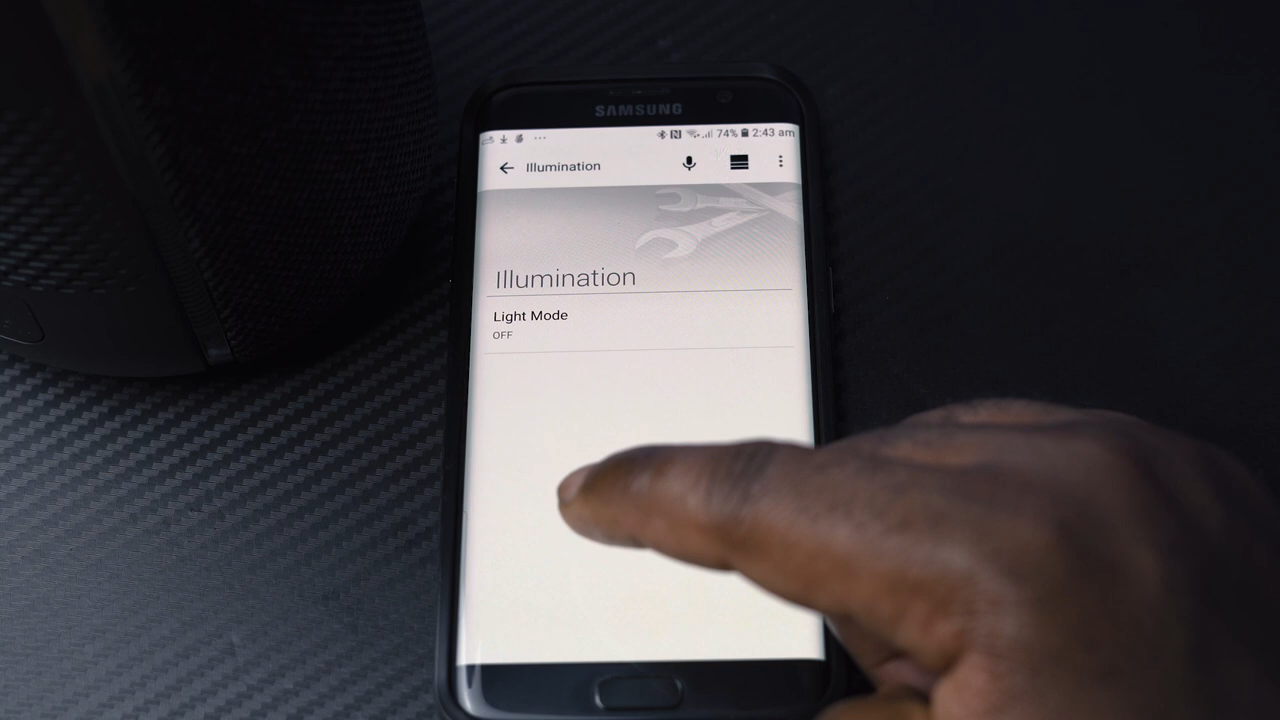 SAMSUNG
74% 2:43 am
Illumination
Illumination
Light Mode
OFF